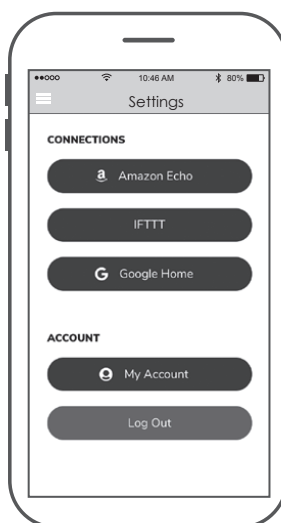 10:46 AM 80%
Settings
CONNECTIONS
a Amazon Echo
IFTTT
G Google Home
ACCOUNT
My Account
Log Out